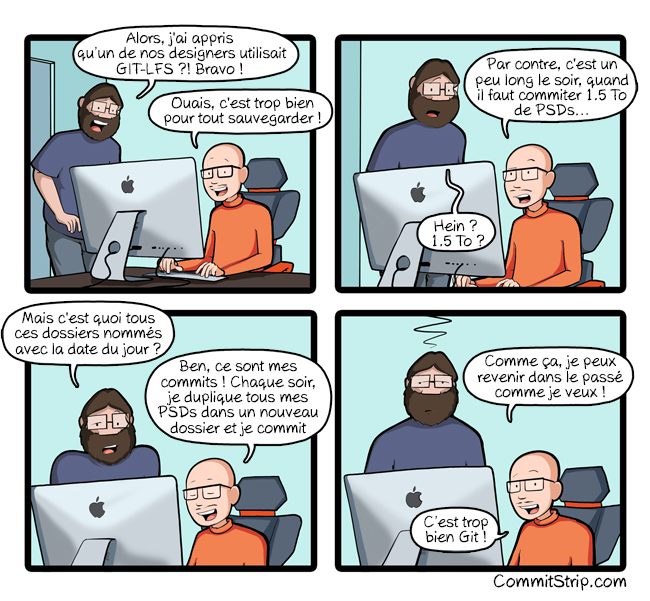 Alors, j'ai appris
qu'un de nos designers utilisait
GIT-LFS ?! Bravo !
Ouais, c'est trop bien
pour tout sauvegarder !
Par contre, c'est un
peu long le soir, quand
il faut commiter 1.5 To
de PSDs...
Hein ?
1.5 To ?
Mais c'est quoi tous
ces dossiers nommés
avec la date du jour ?
Ben, ce sont mes
commits ! Chaque soir,
je duplique tous mes
PSDs dans un nouveau
dossier et je commit
Comme ça, je peux
revenir dans le passé
comme je veux !
C'est trop
bien Git !
CommitStrip.com